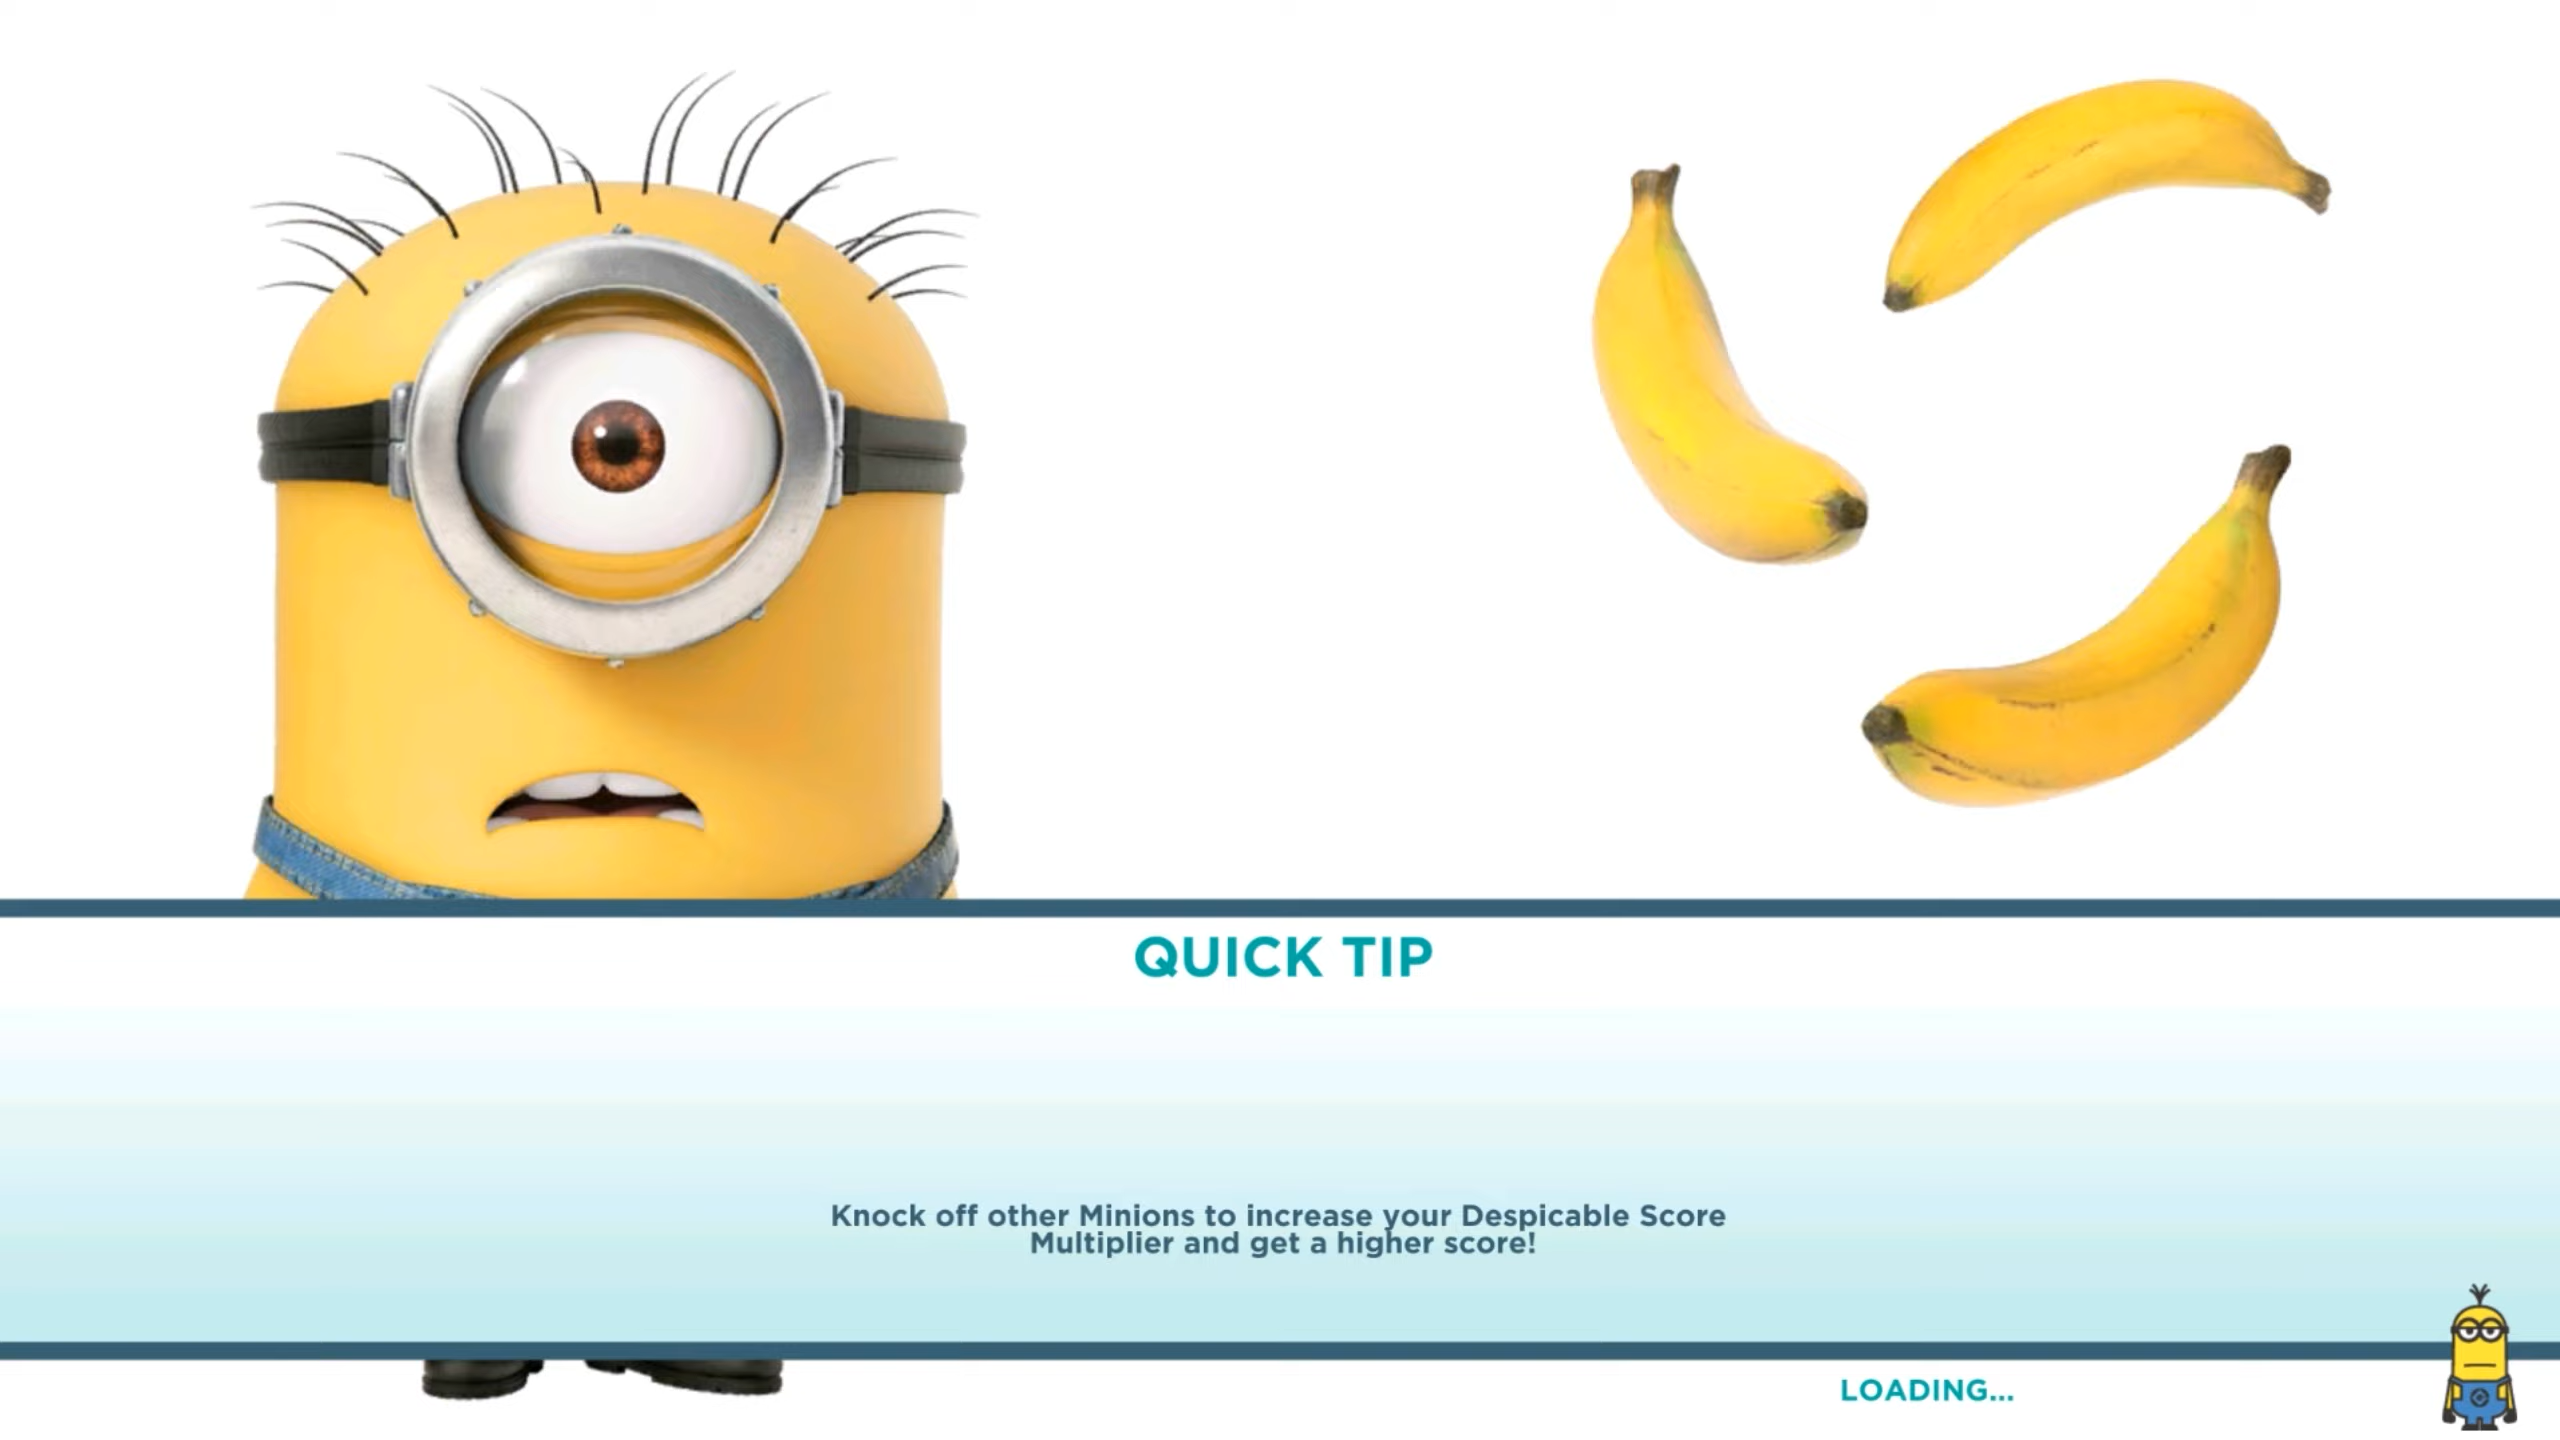 QUICK TIP
Knock off other Minions to increase your Despicable Score
Multiplier and get a higher score!
LOADING...